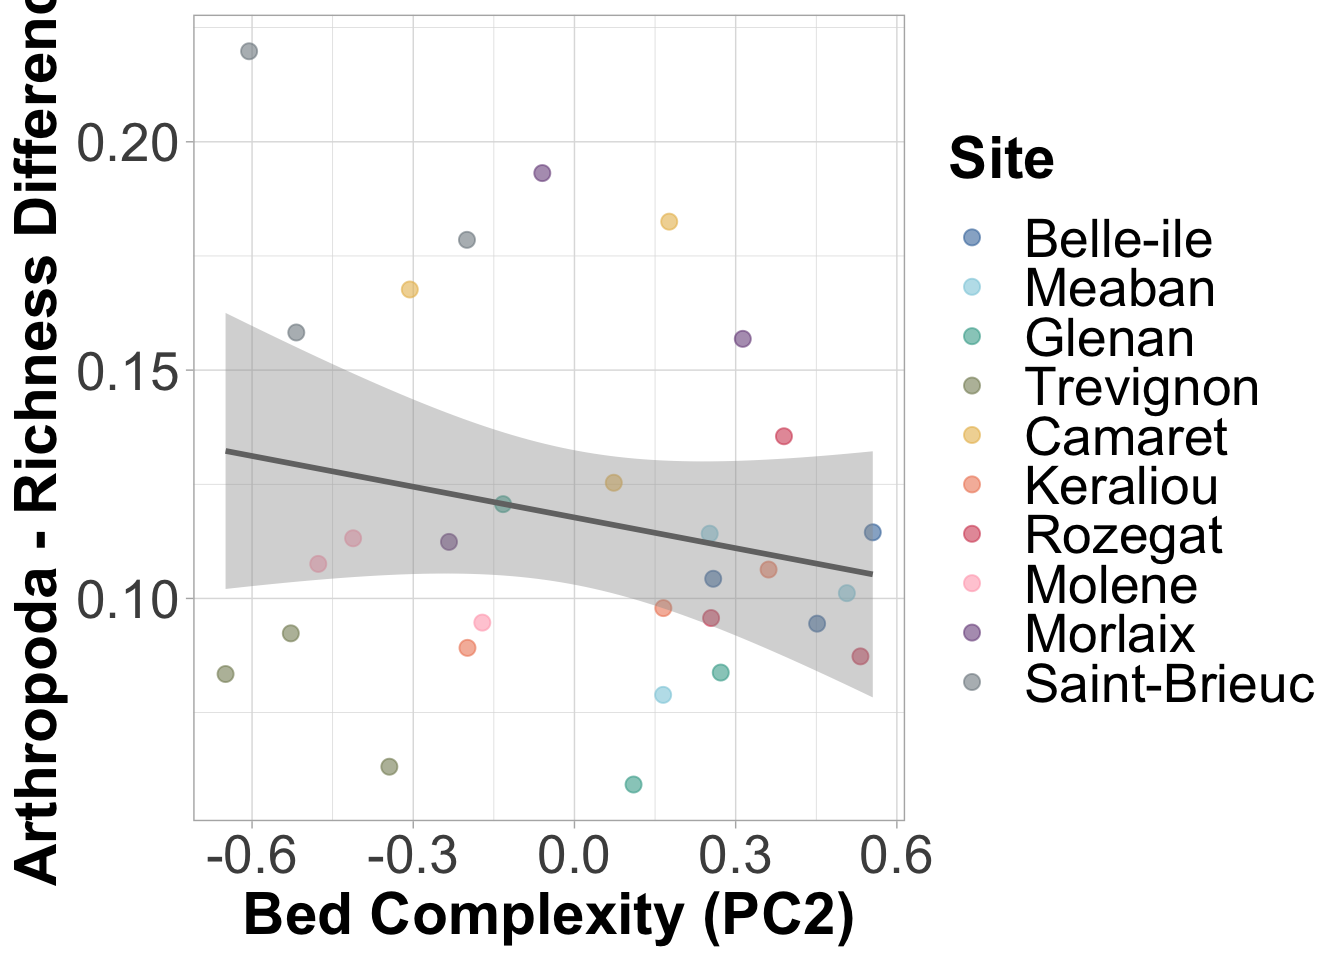 Arthropoda - Richness Differenc
0.20
0.15
0.10
-0.6 -0.3 0.0 0.3 0.6
Bed Complexity (PC2)
Site
Belle-ile
Meaban
Glenan
Trevignon
Camaret
Keraliou
Rozegat
Molene
Morlaix
Saint-Brieuc